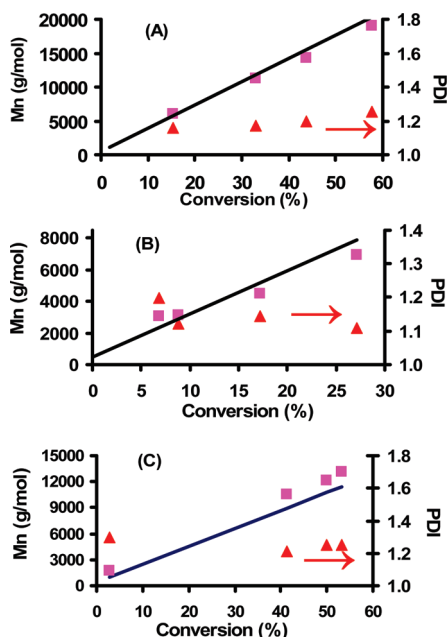 (A)
Mn (g/mol)
20000
15000
10000
5000
0
1.8
1.6
1.4
1.2
1.0
PDI
0 10 20 30 40 50 60
Conversion (%)
(B)
Mn (g/mol)
8000
6000
4000
2000
0
1.4
1.3
1.2
1.1
1.0
PDI
0 5 10 15 20 25 30
Conversion (%)
(C)
Mn (g/mol)
15000
12000
9000
6000
3000
0
1.8
1.6
1.4
1.2
1.0
PDI
0 10 20 30 40 50 60
Conversion (%)